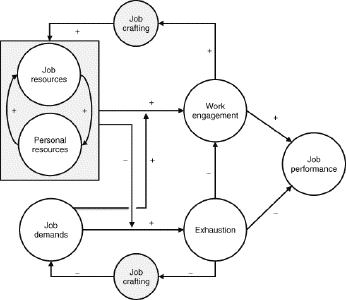 Job
crafting
+
+
+
Job
resources
+
+
+
Work
engagement
+
Personal
resources
−
+
−
Job
performance
Job
demands
+
Exhaustion
−
−
−
Job
crafting